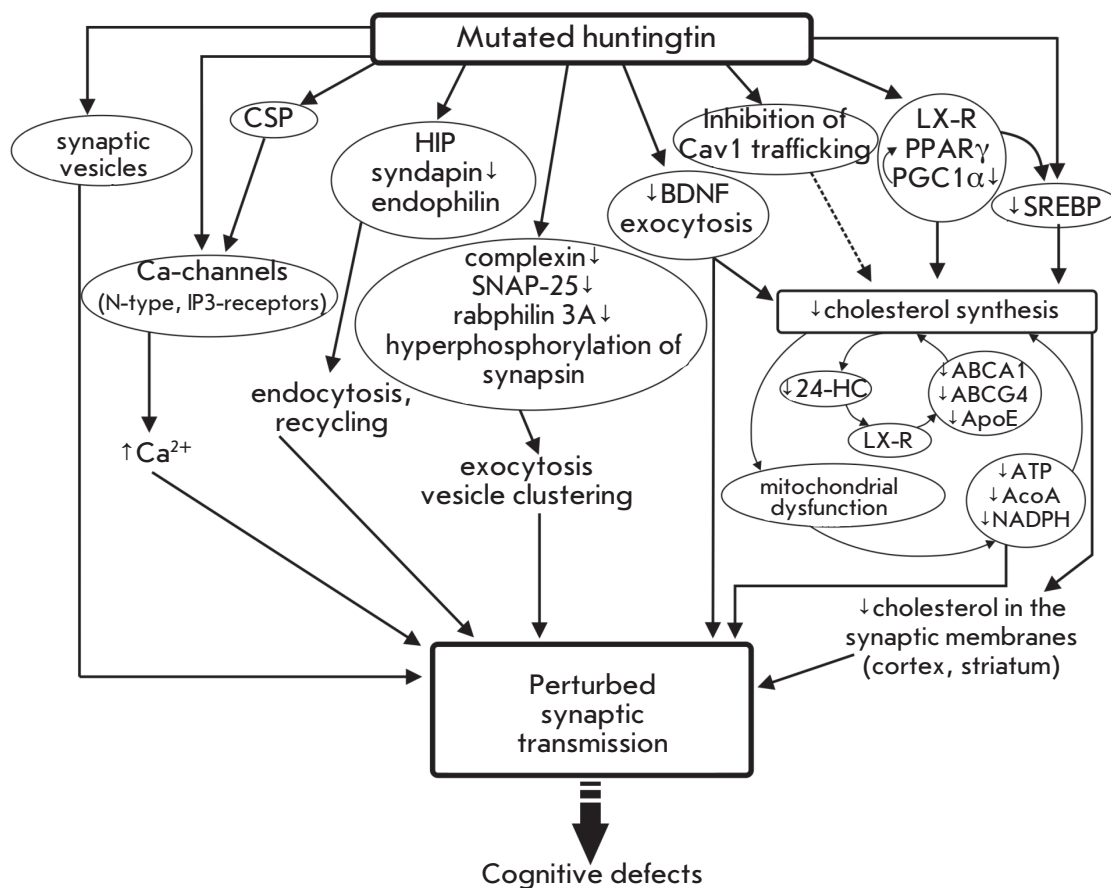 Mutated huntingtin
synaptic
vesicles
CSP
HIP
syndapin↓
endophilin
Inhibition of
Cav1 trafficking
LX-R
PPARγ
PGC1α↓
↓BDNF
exocytosis
↓SREBP
Ca-channels
(N-type, IP3-receptors)
complexin↓
SNAP-25↓
rabphilin 3A↓
hyperphosphorylation of
synapsin
↓cholesterol synthesis
↓24-HC
↓ABCA1
↓ABCG4
↓ApoE
LX-R
endocytosis,
recycling
↑Ca²⁺
exocytosis
vesicle clustering
mitochondrial
dysfunction
↓ATP
↓AcoA
↓NADPH
↓cholesterol in the
synaptic membranes
(cortex, striatum)
Perturbed
synaptic
transmission
Cognitive defects